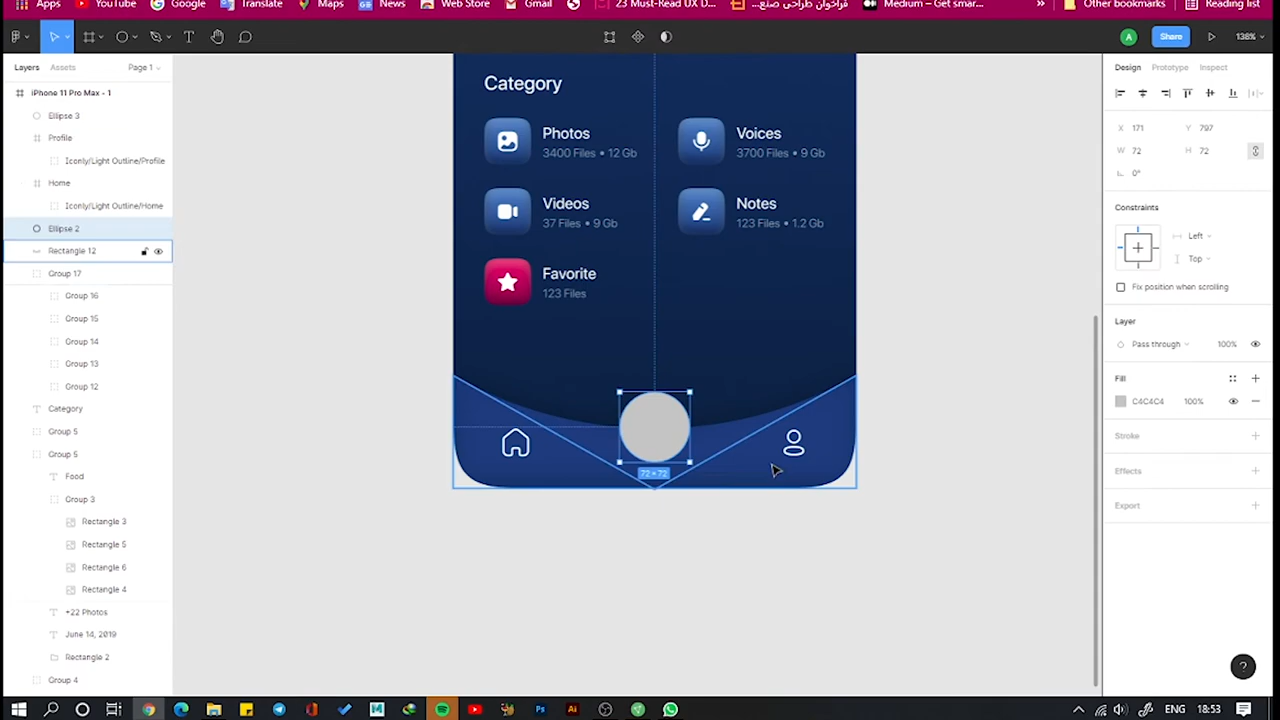 Apps YouTube Google Translate Maps News Web Store Gmail 23 Must-Read UX D... فراخوان طراحی صنع... Medium – Get smar... » Other bookmarks Reading list
A Share 138%
Layers Assets Page 1
Design Prototype Inspect
iPhone 11 Pro Max - 1
Ellipse 3
Profile
Iconly/Light Outline/Profile
Home
Iconly/Light Outline/Home
Ellipse 2
Rectangle 12
Group 17
Group 16
Group 15
Group 14
Group 13
Group 12
Category
Group 5
Group 5
Food
Group 3
Rectangle 3
Rectangle 5
Rectangle 6
Rectangle 4
+22 Photos
June 14, 2019
Rectangle 2
Group 4
Category
Photos
3400 Files • 12 Gb
Voices
3700 Files • 9 Gb
Videos
37 Files • 9 Gb
Notes
123 Files • 1.2 Gb
Favorite
123 Files
72 × 72
X 171 Y 797
W 72 H 72
0°
Constraints
Left
Top
Fix position when scrolling
Layer
Pass through 100%
Fill
C4C4C4 100%
Stroke
Effects
Export
?
ENG 18:53